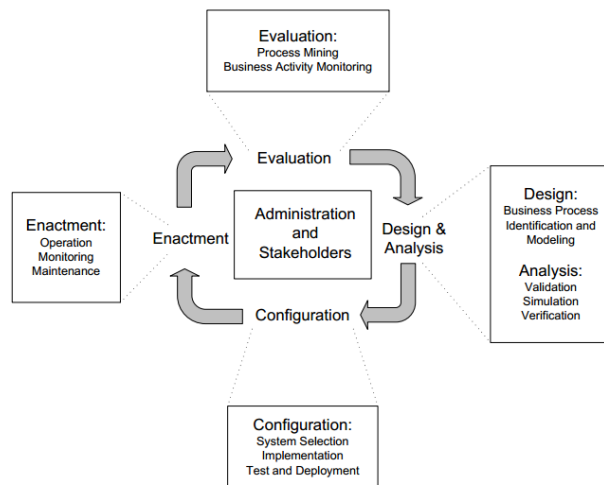 Evaluation:
Process Mining
Business Activity Monitoring
Evaluation
Enactment:
Operation
Monitoring
Maintenance
Enactment
Administration
and
Stakeholders
Design &
Analysis
Design:
Business Process
Identification and
Modeling
Analysis:
Validation
Simulation
Verification
Configuration
Configuration:
System Selection
Implementation
Test and Deployment